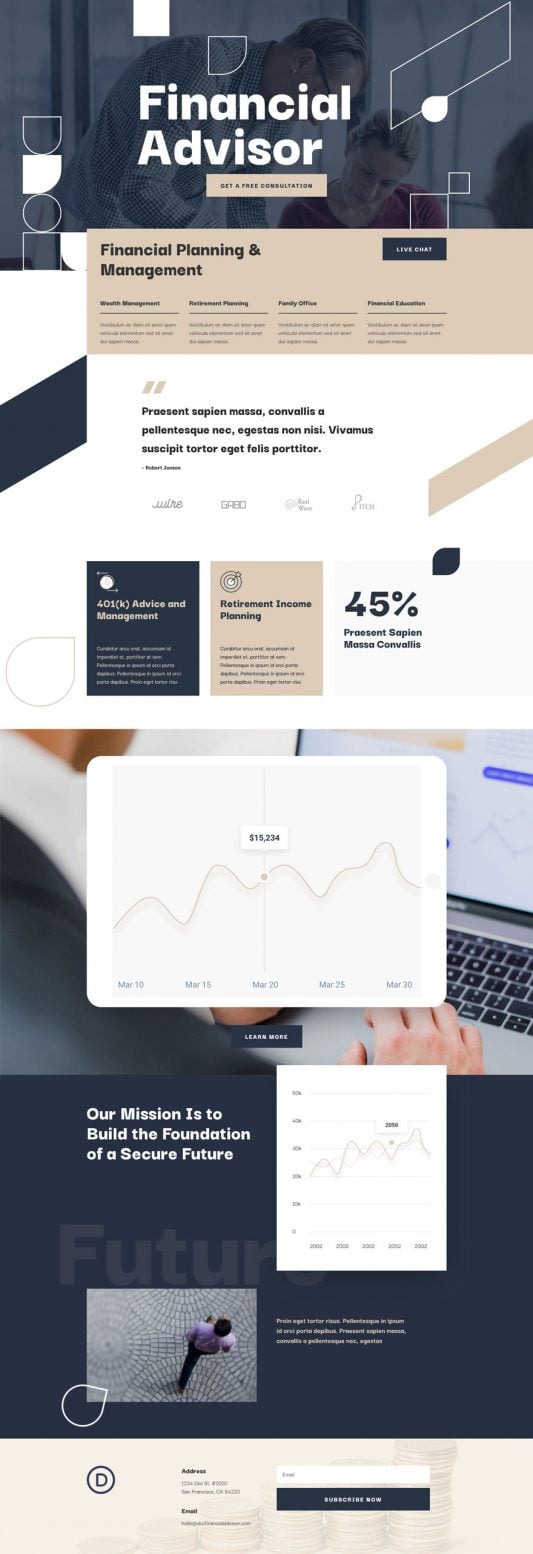 Financial
Advisor
GET A FREE CONSULTATION
Financial Planning &
Management
LIVE CHAT
Wealth Management
Vestibulum ac diam sit amet quam
vehicula elementum sed sit amet
dui sapien massa.
Retirement Planning
Vestibulum ac diam sit amet quam
vehicula elementum sed sit amet
dui sapien massa.
Family Office
Vestibulum ac diam sit amet quam
vehicula elementum sed sit amet
dui sapien massa.
Financial Education
Vestibulum ac diam sit amet quam
vehicula elementum sed sit amet
dui sapien massa.
Praesent sapien massa, convallis a
pellentesque nec, egestas non nisi. Vivamus
suscipit tortor eget felis porttitor.
- Robert Jonson
wire
GABO
Real
Wave
PITCH
401(k) Advice and
Management
Curabitur arcu erat, accumsan id
imperdiet et, porttitor at sem.
Pellentesque in ipsum id orci porta
dapibus. Pellentesque in ipsum id orci
porta dapibus. Proin eget tortor risu
Retirement Income
Planning
Curabitur arcu erat, accumsan id
imperdiet et, porttitor at sem.
Pellentesque in ipsum id orci porta
dapibus. Pellentesque in ipsum id orci
porta dapibus. Proin eget tortor risu
45%
Praesent Sapien
Massa Convallis
$15,234
Mar 10 Mar 15 Mar 20 Mar 25 Mar 30
LEARN MORE
Our Mission Is to
Build the Foundation
of a Secure Future
50k
40k
2050
30k
20k
10k
0
2002 2002 2002 2002 2002
Future
Proin eget tortor risus. Pellentesque in ipsum
id orci porta dapibus. Praesent sapien massa,
convallis a pellentesque nec, egestas
D
Address
1234 Divi St. #1000
San Francisco, CA 94220
Email
hello@divifinancialadvisor.com
Email
SUBSCRIBE NOW